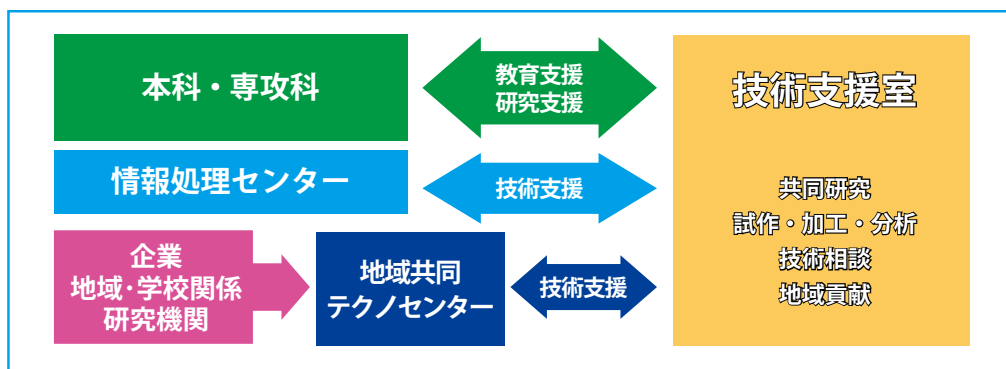 本科・専攻科
教育支援
研究支援
技術支援室
情報処理センター
技術支援
共同研究
試作・加工・分析
技術相談
地域貢献
企業
地域・学校関係
研究機関
地域共同
テクノセンター
技術支援